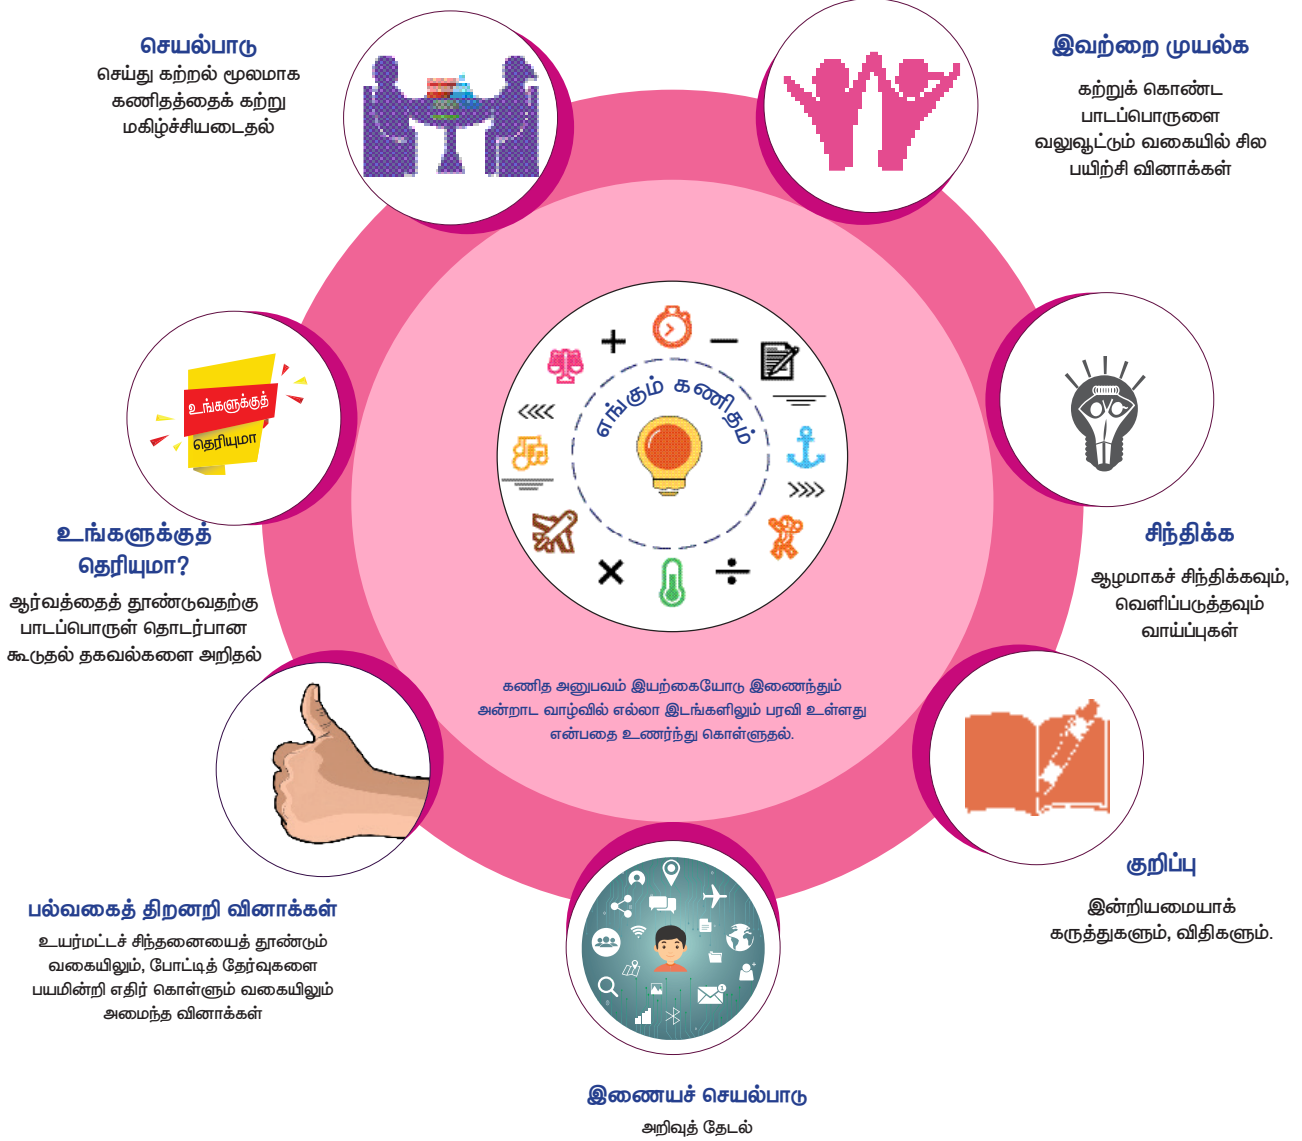 செயல்பாடு
செய்து கற்றல் மூலமாக
கணிதத்தைக் கற்று
மகிழ்ச்சியடைதல்
இவற்றை முயல்க
கற்றுக் கொண்ட
பாடப்பொருளை
வலுவூட்டும் வகையில் சில
பயிற்சி வினாக்கள்
எங்கும் கணிதம்
உங்களுக்குத்
தெரியுமா
உங்களுக்குத்
தெரியுமா?
ஆர்வத்தைத் தூண்டுவதற்கு
பாடப்பொருள் தொடர்பான
கூடுதல் தகவல்களை அறிதல்
சிந்திக்க
ஆழமாகச் சிந்திக்கவும்,
வெளிப்படுத்தவும்
வாய்ப்புகள்
கணித அனுபவம் இயற்கையோடு இணைந்தும்
அன்றாட வாழ்வில் எல்லா இடங்களிலும் பரவி உள்ளது
என்பதை உணர்ந்து கொள்ளுதல்.
பல்வகைத் திறனறி வினாக்கள்
உயர்மட்டச் சிந்தனையைத் தூண்டும்
வகையிலும், போட்டித் தேர்வுகளை
பயமின்றி எதிர் கொள்ளும் வகையிலும்
அமைந்த வினாக்கள்
குறிப்பு
இன்றியமையாக்
கருத்துகளும், விதிகளும்.
இணையச் செயல்பாடு
அறிவுத் தேடல்